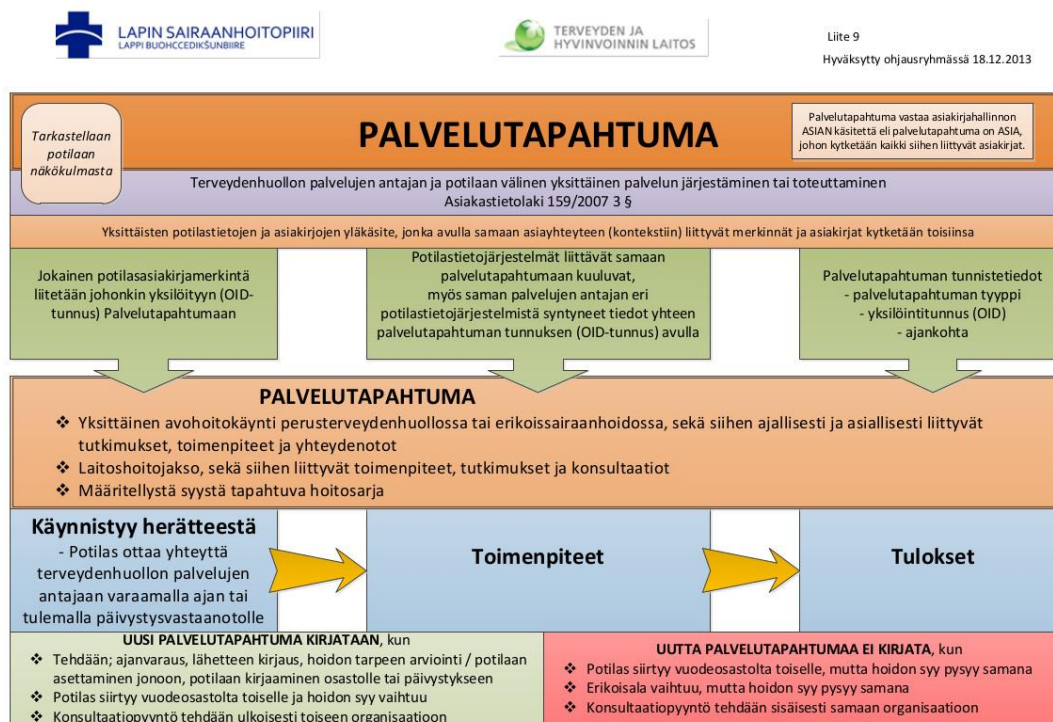 LAPIN SAIRAANHOITOPIIRI
LAPPI BUOHCCEDIKŠUNBIIRE
TERVEYDEN JA
HYVINVOINNIN LAITOS
Liite 9
Hyväksytty ohjausryhmässä 18.12.2013
Tarkastellaan
potilaan
näkökulmasta
PALVELUTAPAHTUMA
Palvelutapahtuma vastaa asiakirjahallinnon
ASIAN käsitettä eli palvelutapahtuma on ASIA,
johon kytketään kaikki siihen liittyvät asiakirjat.
Terveydenhuollon palvelujen antajan ja potilaan välinen yksittäinen palvelun järjestäminen tai toteuttaminen
Asiakastietolaki 159/2007 3 §
Yksittäisten potilastietojen ja asiakirjojen yläkäsite, jonka avulla samaan asiayhteyteen (kontekstiin) liittyvät merkinnät ja asiakirjat kytketään toisiinsa
Jokainen potilasasiakirjamerkintä
liitetään johonkin yksilöityyn (OID-
tunnus) Palvelutapahtumaan
Potilastietojärjestelmät liittävät samaan
palvelutapahtumaan kuuluvat,
myös saman palvelujen antajan eri
potilastietojärjestelmistä syntyneet tiedot yhteen
palvelutapahtuman tunnuksen (OID-tunnus) avulla
Palvelutapahtuman tunnistetiedot
- palvelutapahtuman tyyppi
- yksilöintitunnus (OID)
- ajankohta
PALVELUTAPAHTUMA
❖ Yksittäinen avohoitokäynti perusterveydenhuollossa tai erikoissairaanhoidossa, sekä siihen ajallisesti ja asiallisesti liittyvät
tutkimukset, toimenpiteet ja yhteydenotot
❖ Laitoshoitojakso, sekä siihen liittyvät toimenpiteet, tutkimukset ja konsultaatiot
❖ Määritellystä syystä tapahtuva hoitosarja
Käynnistyy herätteestä
- Potilas ottaa yhteyttä
terveydenhuollon palvelujen
antajaan varaamalla ajan tai
tulemalla päivystysvastaanotolle
Toimenpiteet
Tulokset
UUSI PALVELUTAPAHTUMA KIRJATAAN, kun
❖ Tehdään; ajanvaraus, lähetteen kirjaus, hoidon tarpeen arviointi / potilaan
asettaminen jonoon, potilaan kirjaaminen osastolle tai päivystykseen
❖ Potilas siirtyy vuodeosastolta toiselle ja hoidon syy vaihtuu
❖ Konsultaatiopyyntö tehdään ulkoisesti toiseen organisaatioon
UUTTA PALVELUTAPAHTUMAA EI KIRJATA, kun
❖ Potilas siirtyy vuodeosastolta toiselle, mutta hoidon syy pysyy samana
❖ Erikoisala vaihtuu, mutta hoidon syy pysyy samana
❖ Konsultaatiopyyntö tehdään sisäisesti samaan organisaatioon